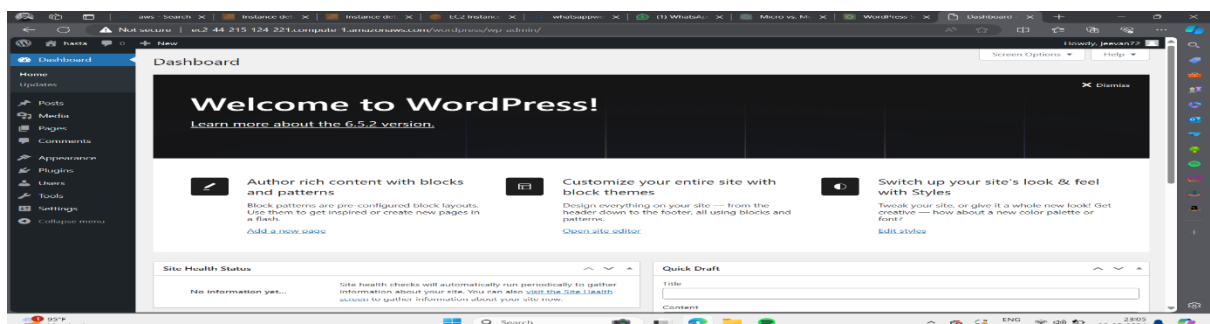 aws - Search
Instance det
Instance det
EC2 Instanc
whatsappw
(1) WhatsAp
Micro vs. M
WordPress
Dashboard
Not secure | ec2-44-215-124-221.compute-1.amazonaws.com/wordpress/wp-admin/
hasta 0 + New
Howdy, jeevan77
Screen Options Help
Dashboard
Home
Updates
Posts
Media
Pages
Comments
Appearance
Plugins
Users
Tools
Settings
Collapse menu
Dashboard
Welcome to WordPress!
Learn more about the 6.5.2 version.
Dismiss
Author rich content with blocks
and patterns
Block patterns are pre-configured block layouts.
Use them to get inspired or create new pages in
a flash.
Add a new page
Customize your entire site with
block themes
Design everything on your site — from the
header down to the footer, all using blocks and
patterns.
Open site editor
Switch up your site's look & feel
with Styles
Tweak your site, or give it a whole new look! Get
creative — how about a new color palette or
font?
Edit styles
Site Health Status
No information yet...
Site health checks will automatically run periodically to gather
information about your site. You can also visit the Site Health
screen to gather information about your site now.
Quick Draft
Title
Content
95°F
Search
ENG
23:05